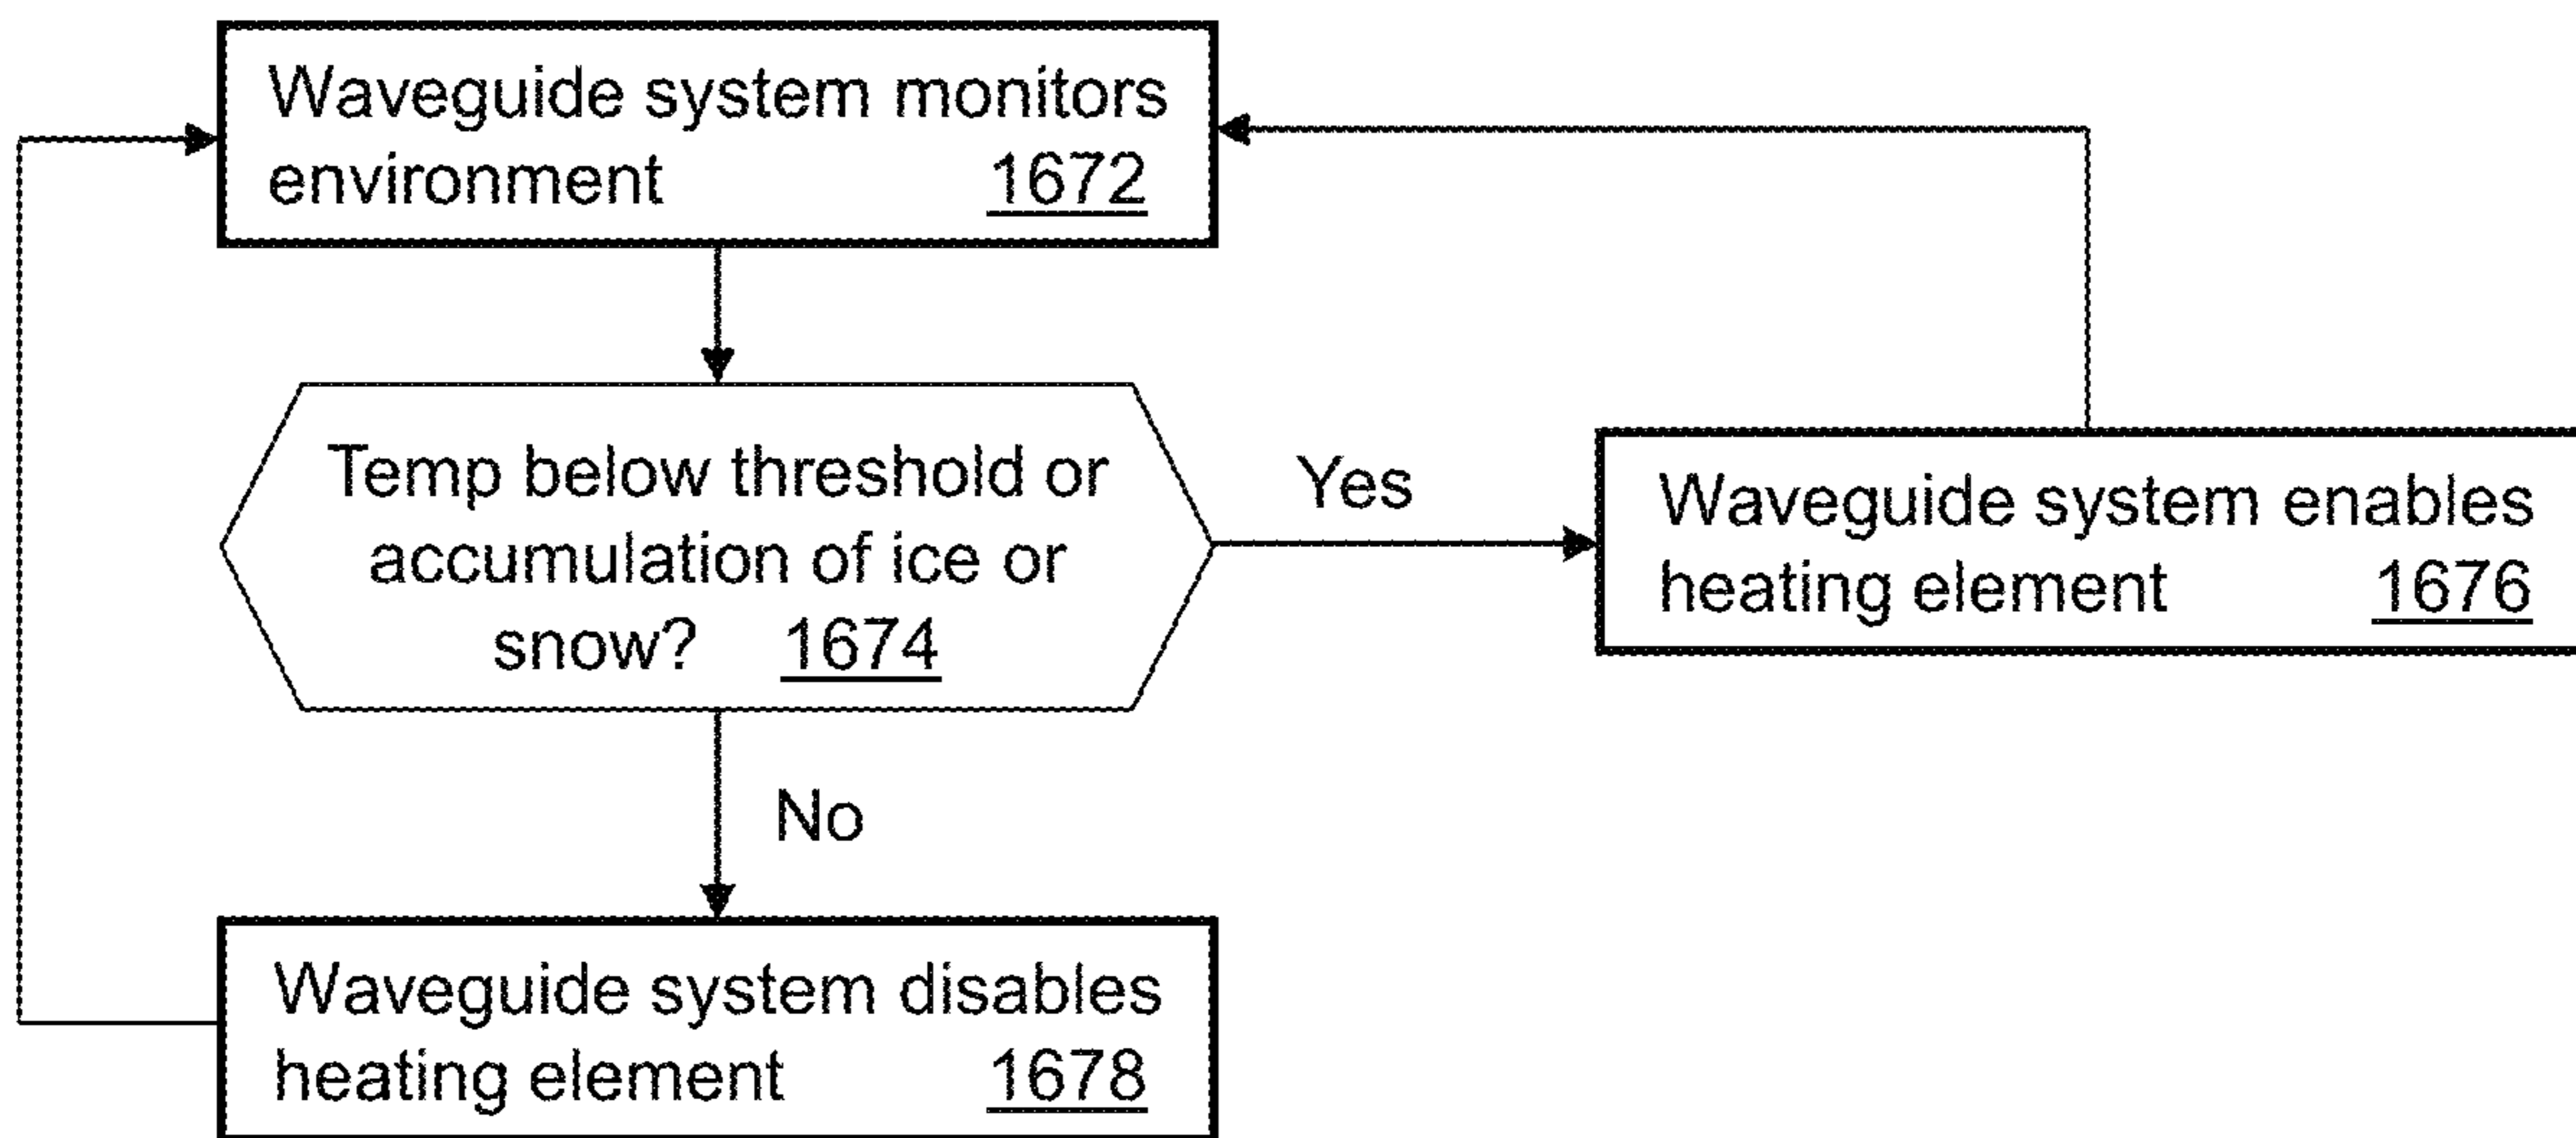 Waveguide system monitors
environment 1672
Temp below threshold or
accumulation of ice or
snow? 1674
Yes
Waveguide system enables
heating element 1676
No
Waveguide system disables
heating element 1678